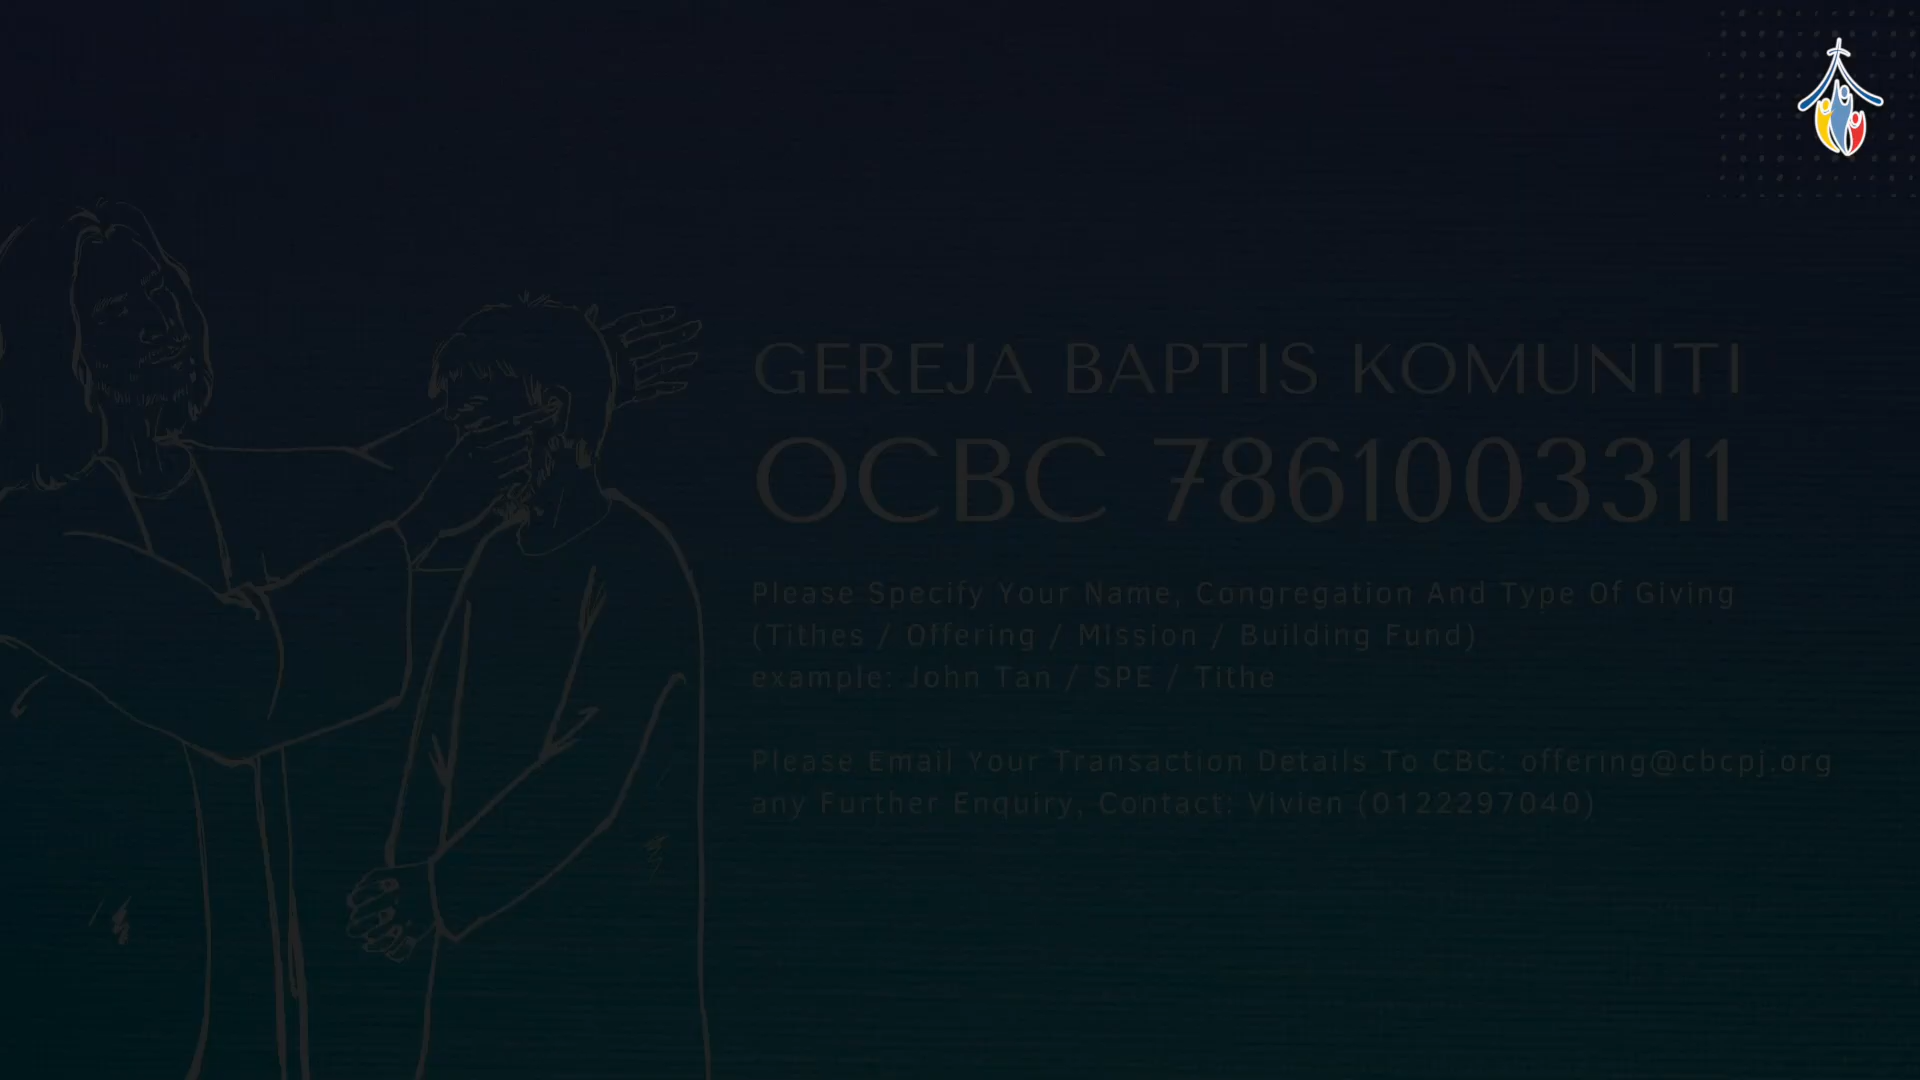 GEREJA BAPTIS KOMUNITI
OCBC 7861003311
Please Specify Your Name, Congregation And Type Of Giving
(Tithes / Offering / Mission / Building Fund)
example: John Tan / SPE / Tithe
Please Email Your Transaction Details To CBC: offering@cbcpj.org
any Further Enquiry, Contact: Vivien (0122297040)